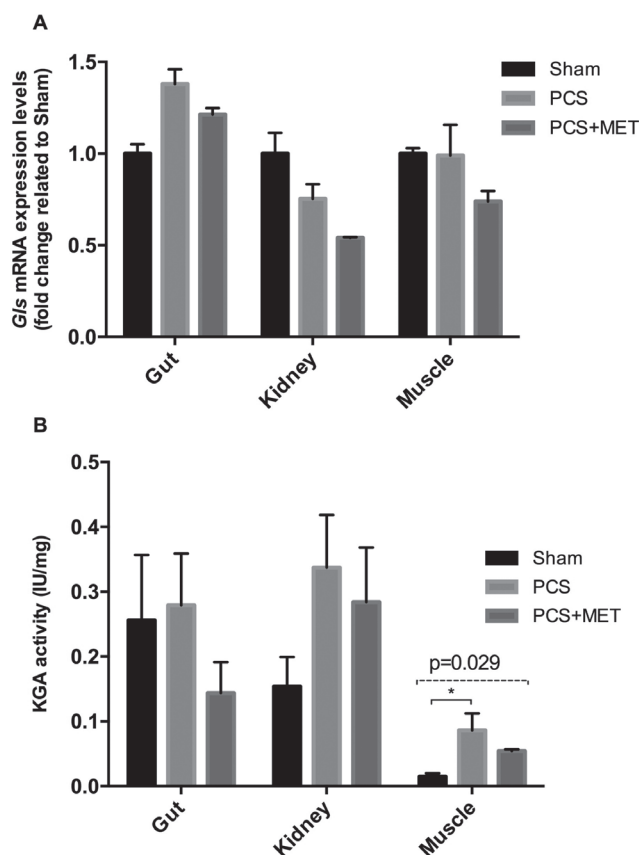 A
Gls mRNA expression levels
(fold change related to Sham)
1.5
1.0
0.5
0.0
Gut
Kidney
Muscle
Sham
PCS
PCS+MET
B
KGA activity (IU/mg)
0.5
0.4
0.3
0.2
0.1
0.0
Gut
Kidney
Muscle
Sham
PCS
PCS+MET
p=0.029
*